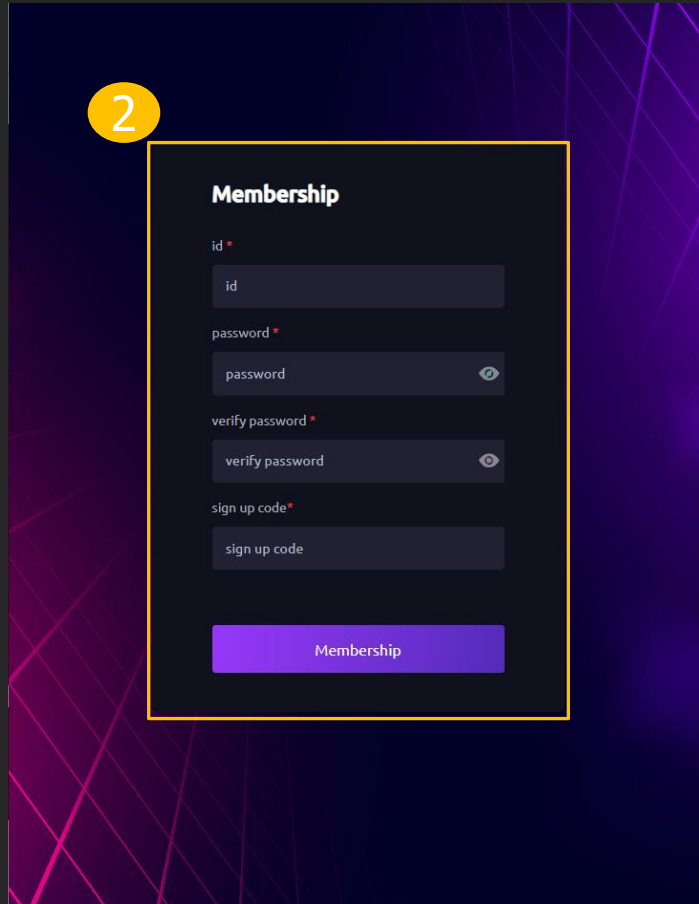 2
Membership
id *
id
password *
password
verify password *
verify password
sign up code*
sign up code
Membership